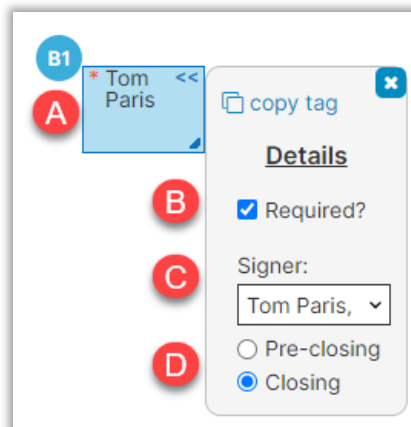 B1
* Tom <<
Paris
A
copy tag
Details
B
Required?
C
Signer:
Tom Paris,
D
Pre-closing
Closing